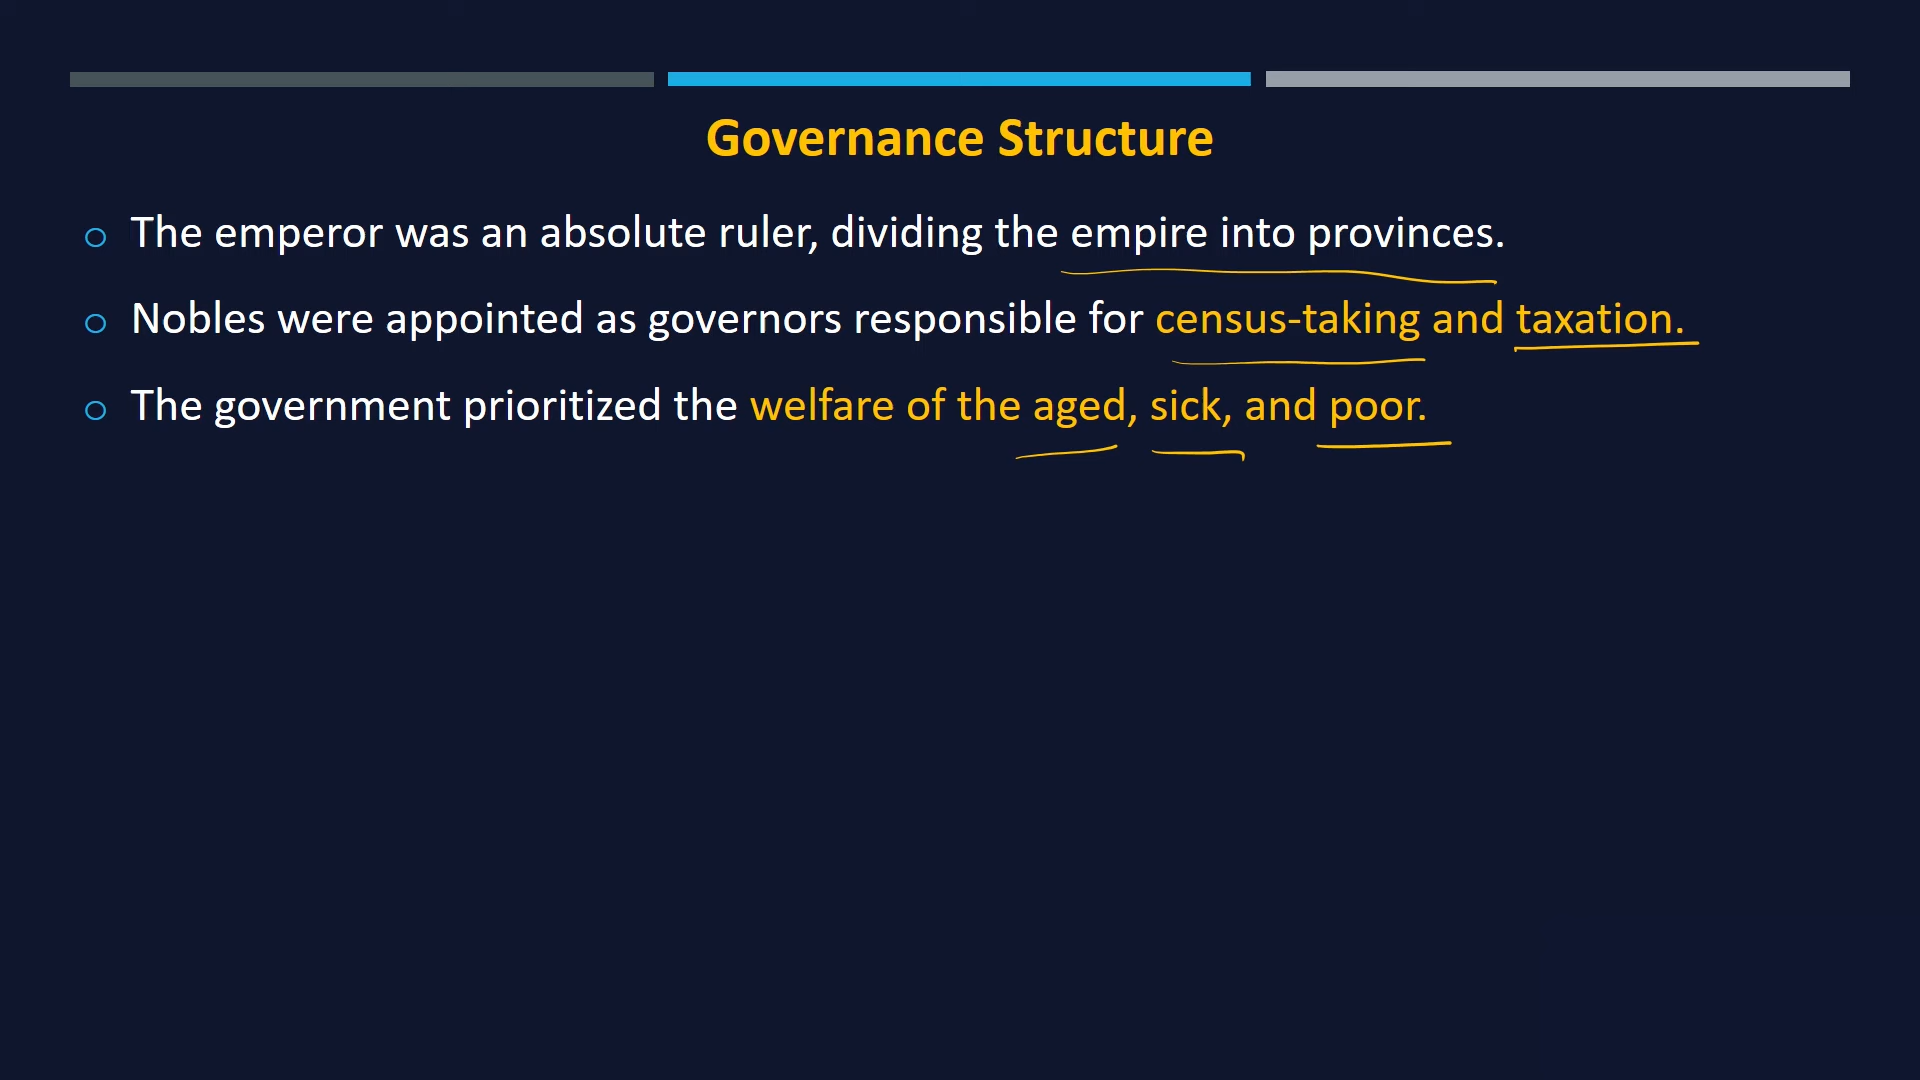 Governance Structure
The emperor was an absolute ruler, dividing the empire into provinces.
Nobles were appointed as governors responsible for census-taking and taxation.
The government prioritized the welfare of the aged, sick, and poor.